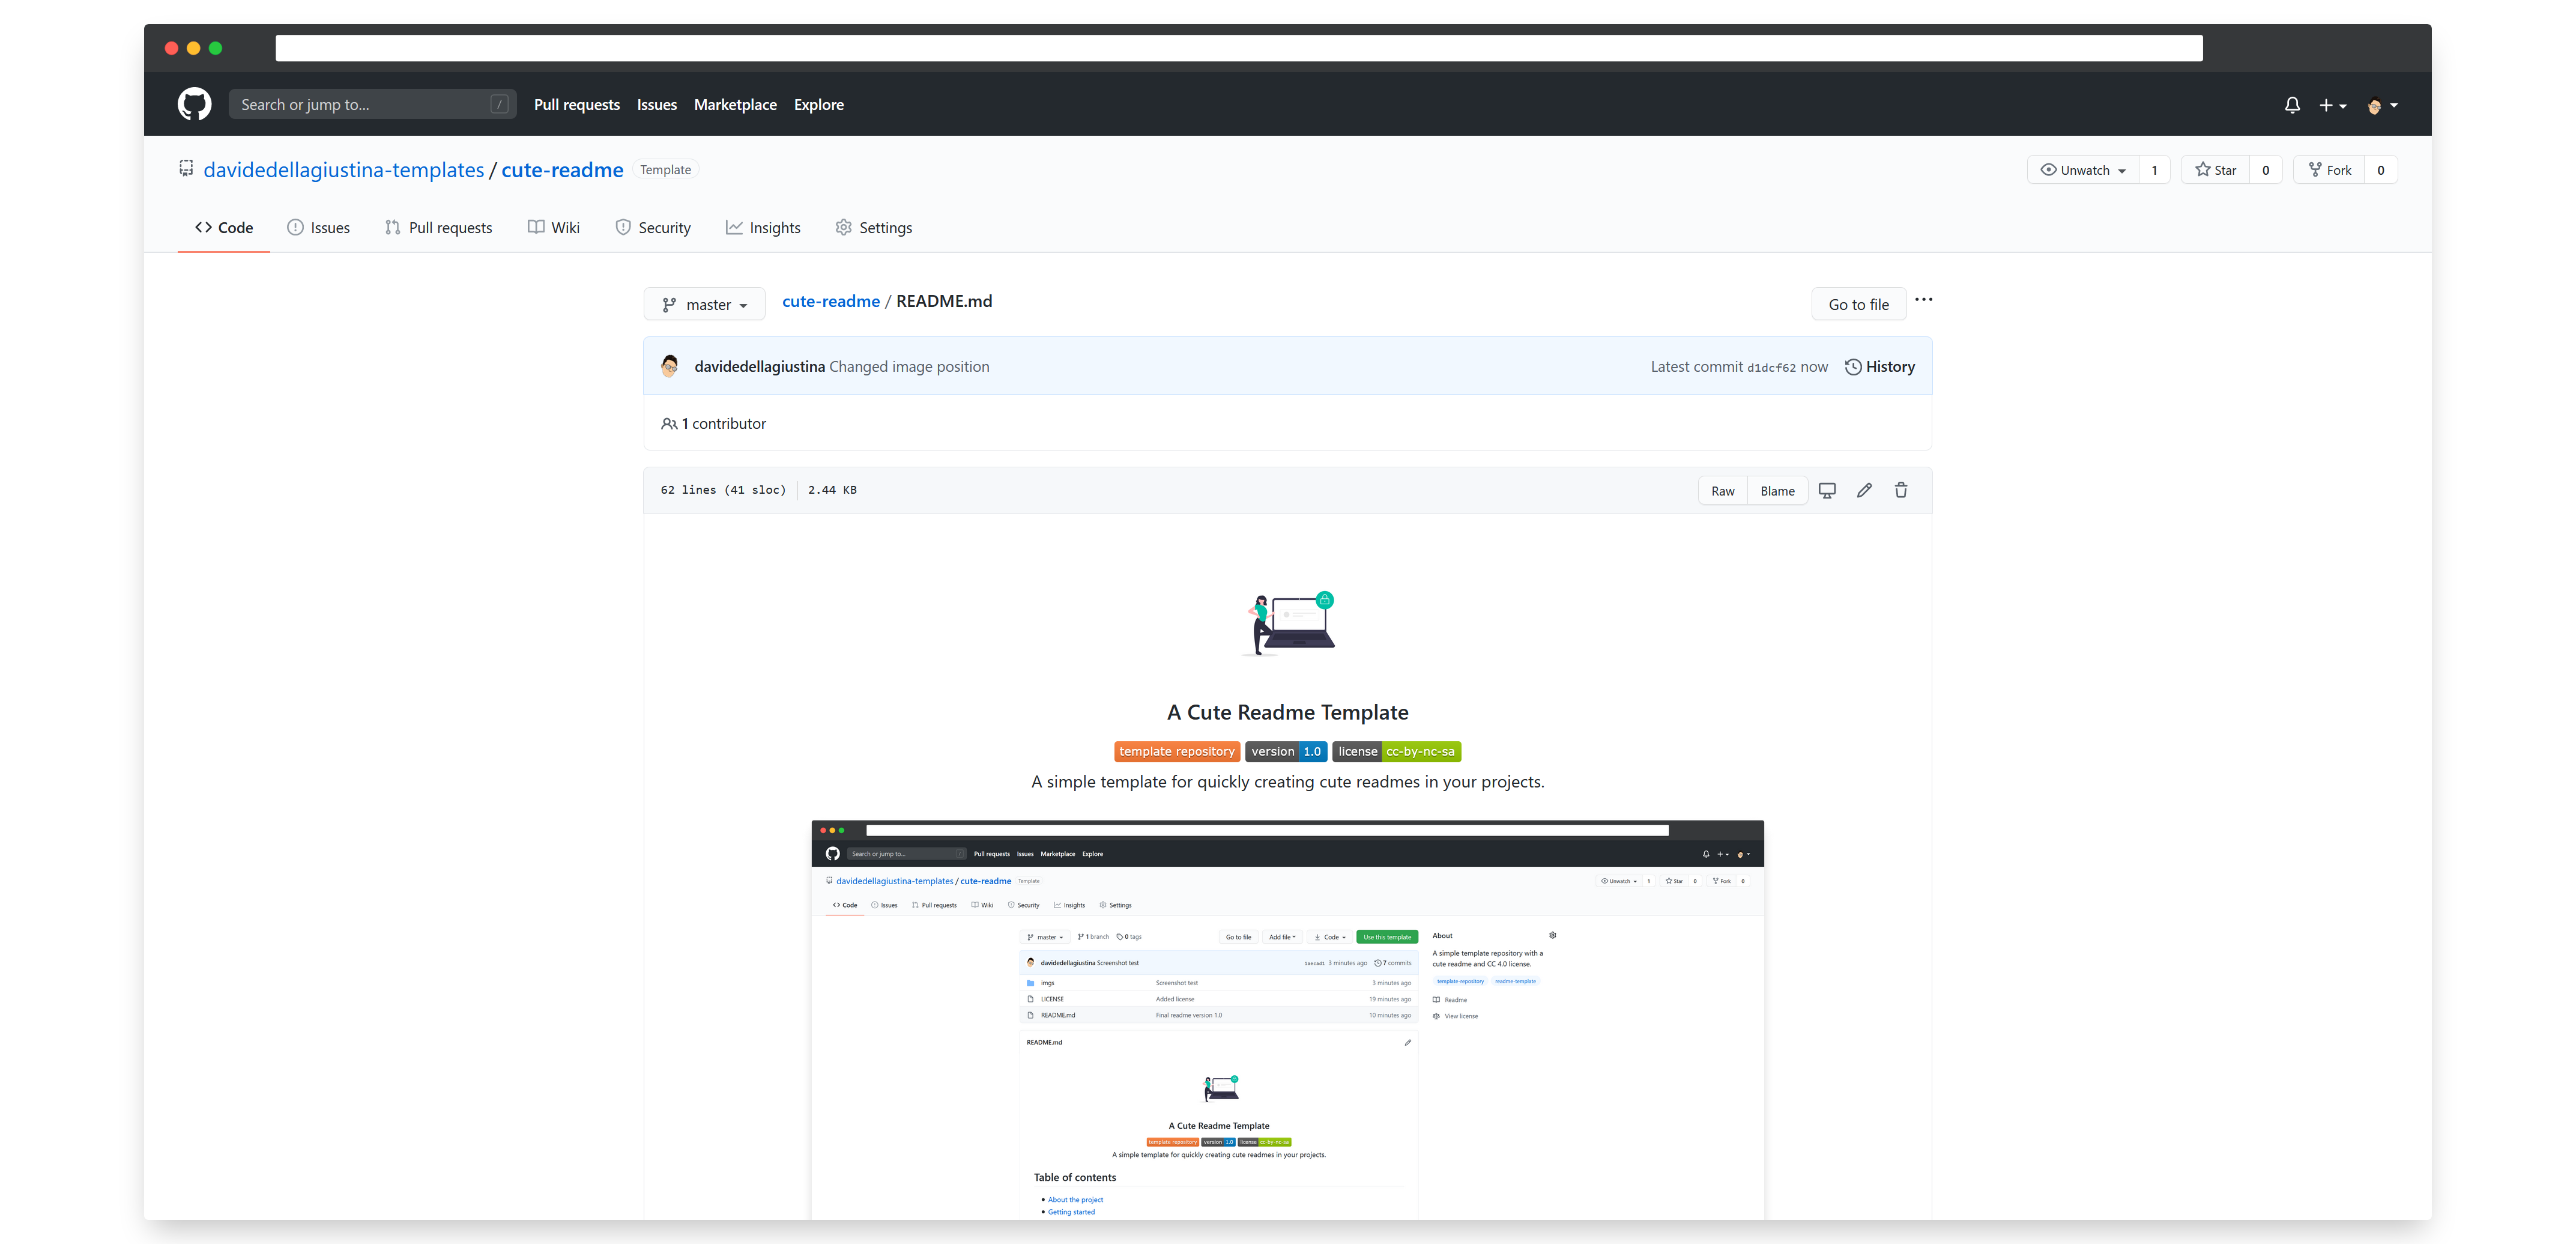 Search or jump to... / Pull requests Issues Marketplace Explore
davidedellagiustina-templates / cute-readme Template Unwatch 1 Star 0 Fork 0
Code Issues Pull requests Wiki Security Insights Settings
master cute-readme / README.md Go to file ...
davidedellagiustina Changed image position Latest commit d1dcf62 now History
1 contributor
62 lines (41 sloc) 2.44 KB Raw Blame
A Cute Readme Template
template repository version 1.0 license cc-by-nc-sa
A simple template for quickly creating cute readmes in your projects.
Search or jump to... / Pull requests Issues Marketplace Explore
davidedellagiustina-templates / cute-readme Template Unwatch 1 Star 0 Fork 0
Code Issues Pull requests Wiki Security Insights Settings
master 1 branch 0 tags Go to file Add file Code Use this template About
davidedellagiustina Screenshot test 1aecad1 3 minutes ago 7 commits
A simple template repository with a
cute readme and CC 4.0 license.
imgs Screenshot test 3 minutes ago
template-repository readme-template
LICENSE Added license 19 minutes ago
Readme
README.md Final readme version 1.0 10 minutes ago
View license
README.md
A Cute Readme Template
template repository version 1.0 license cc-by-nc-sa
A simple template for quickly creating cute readmes in your projects.
Table of contents
About the project
Getting started